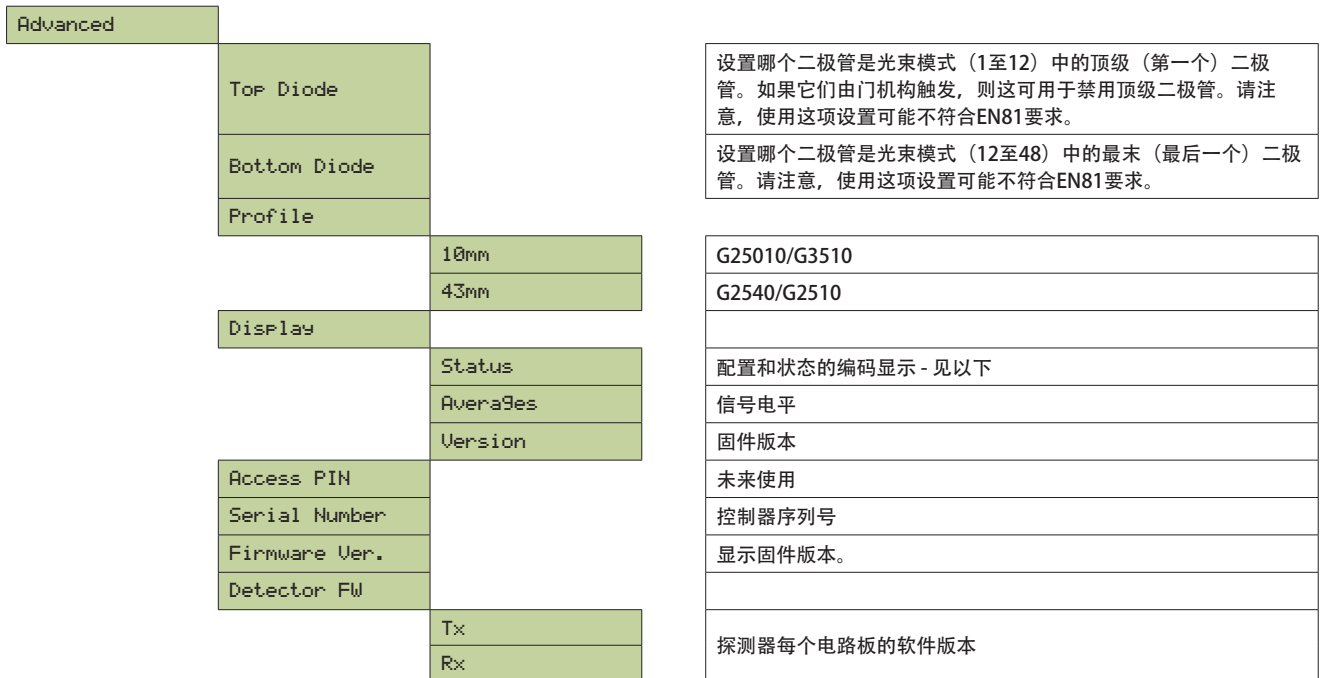 Advanced
Top Diode
设置哪个二极管是光束模式（1至12）中的顶级（第一个）二极
管。如果它们由门机构触发，则这可用于禁用顶级二极管。请注
意，使用这项设置可能不符合EN81要求。
Bottom Diode
设置哪个二极管是光束模式（12至48）中的最末（最后一个）二极
管。请注意，使用这项设置可能不符合EN81要求。
Profile
10mm
G25010/G3510
43mm
G2540/G2510
Display
Status
配置和状态的编码显示 - 见以下
Averages
信号电平
Version
固件版本
Access PIN
未来使用
Serial Number
控制器序列号
Firmware Ver.
显示固件版本。
Detector FW
Tx
探测器每个电路板的软件版本
Rx